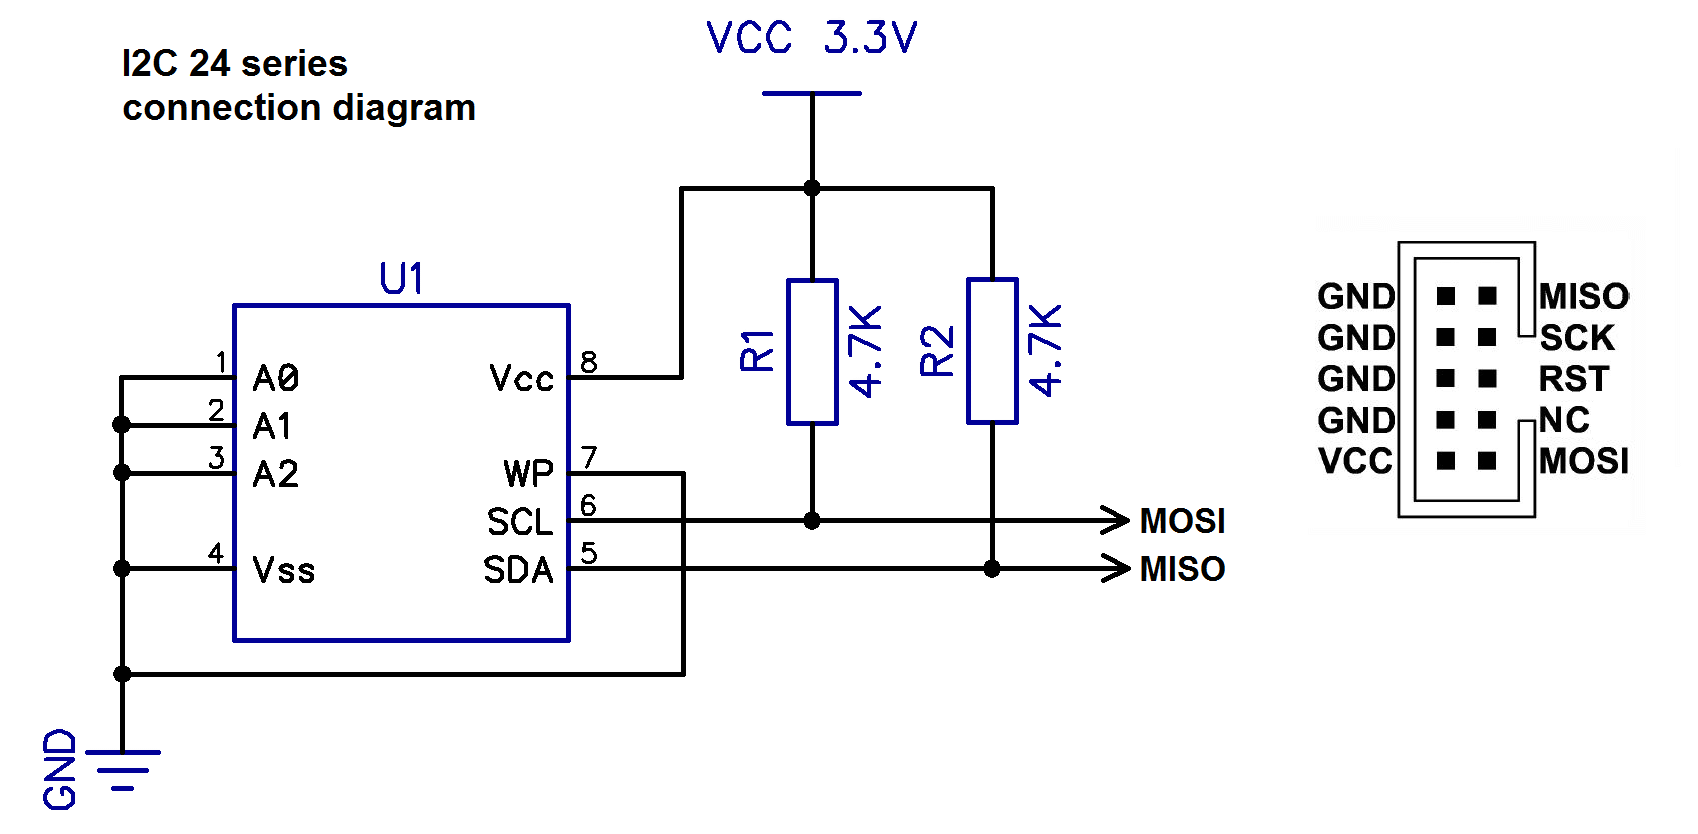 I2C 24 series
connection diagram
VCC 3.3V
U1
1 A0
2 A1
3 A2
4 Vss
Vcc 8
WP 7
SCL 6
SDA 5
R1 4.7K
R2 4.7K
MOSI
MISO
GND
GND MISO
GND SCK
GND RST
GND NC
VCC MOSI